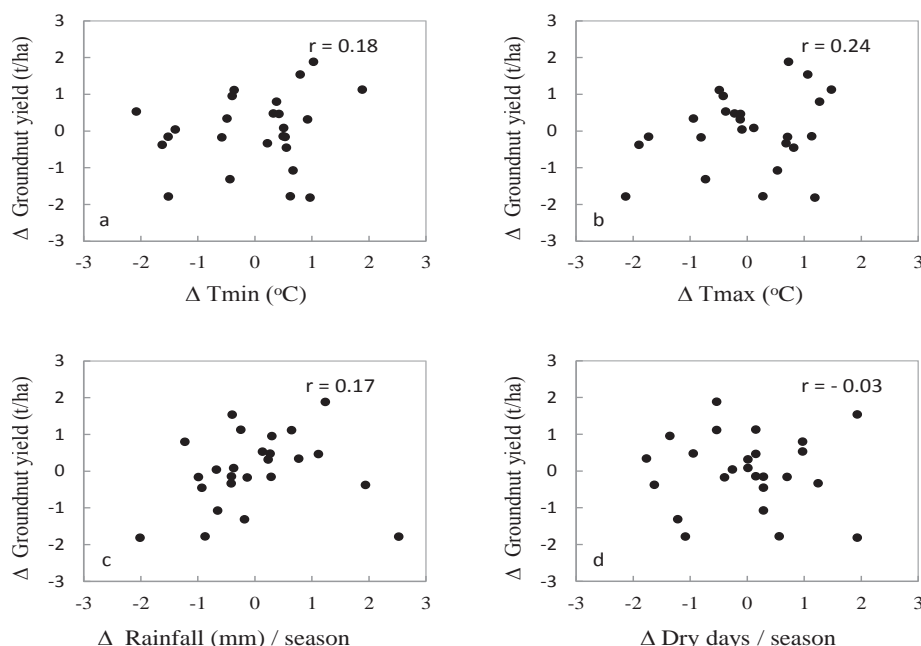 3
2
1
0
-1
-2
-3
Δ Groundnut yield (t/ha)
r = 0.18
a
-3 -2 -1 0 1 2 3
Δ Tmin (°C)
3
2
1
0
-1
-2
-3
Δ Groundnut yield (t/ha)
r = 0.24
b
-3 -2 -1 0 1 2 3
Δ Tmax (°C)
3
2
1
0
-1
-2
-3
Δ Groundnut yield (t/ha)
r = 0.17
c
-3 -2 -1 0 1 2 3
Δ Rainfall (mm) / season
3
2
1
0
-1
-2
-3
Δ Groundnut yield (t/ha)
r = - 0.03
d
-3 -2 -1 0 1 2 3
Δ Dry days / season